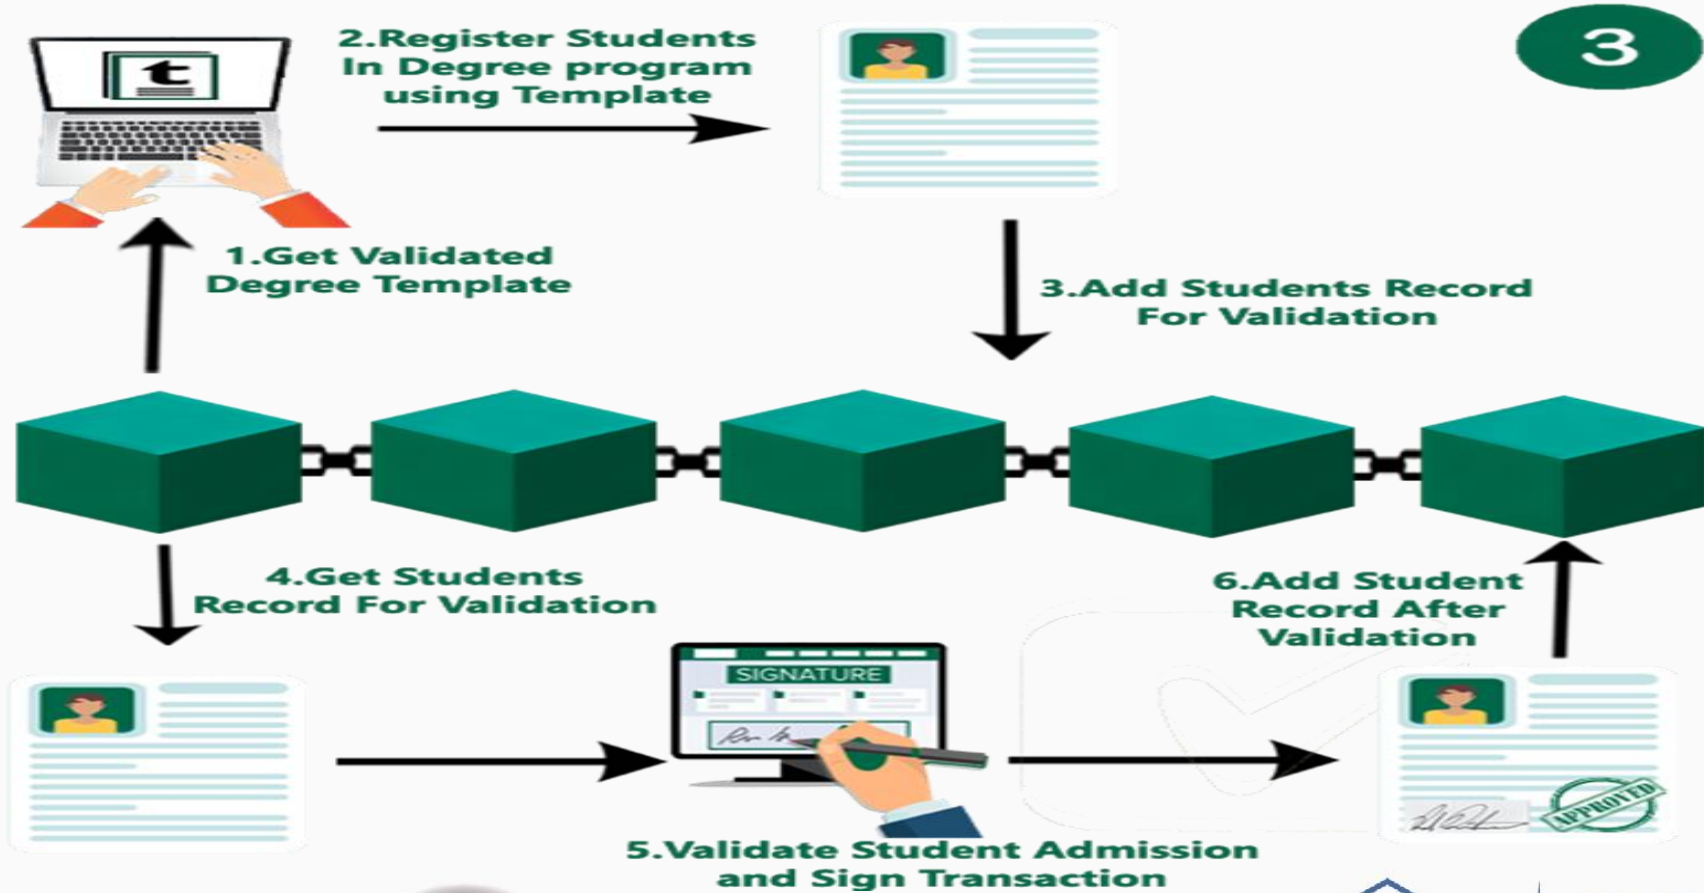 3
t
2.Register Students
In Degree program
using Template
1.Get Validated
Degree Template
3.Add Students Record
For Validation
4.Get Students
Record For Validation
6.Add Student
Record After
Validation
SIGNATURE
APPROVED
5.Validate Student Admission
and Sign Transaction